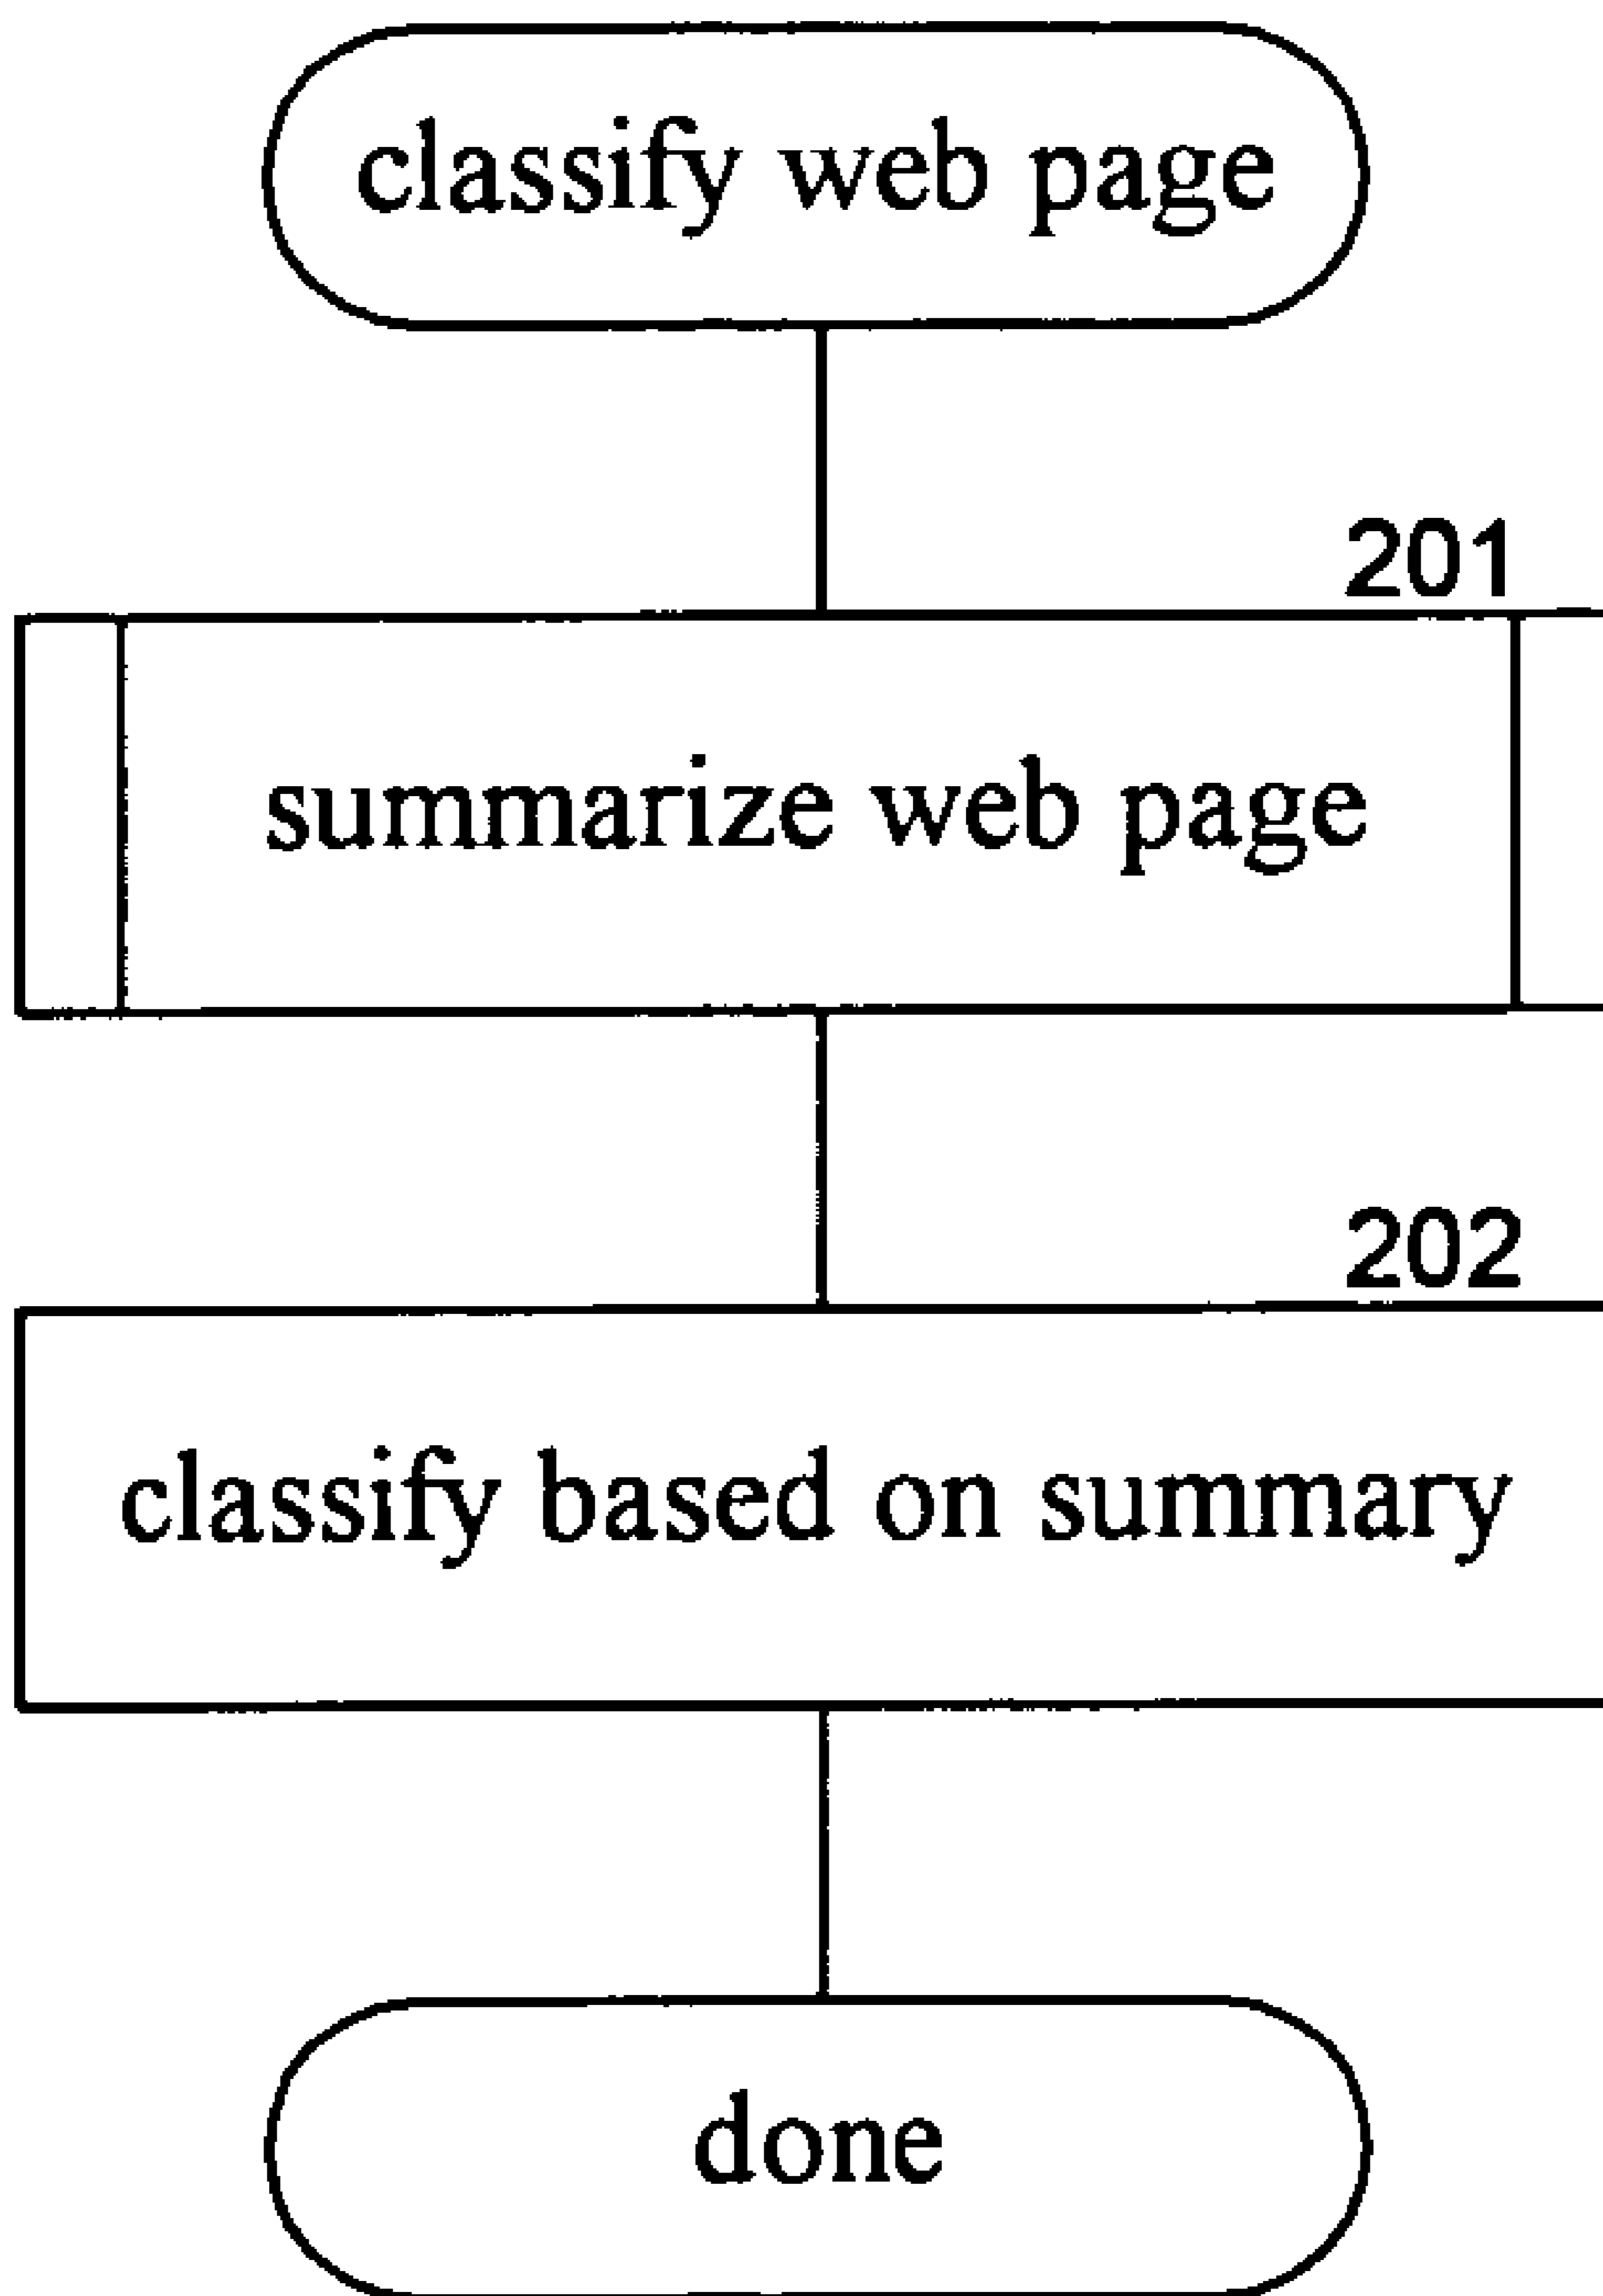 classify web page
201
summarize web page
202
classify based on summary
done